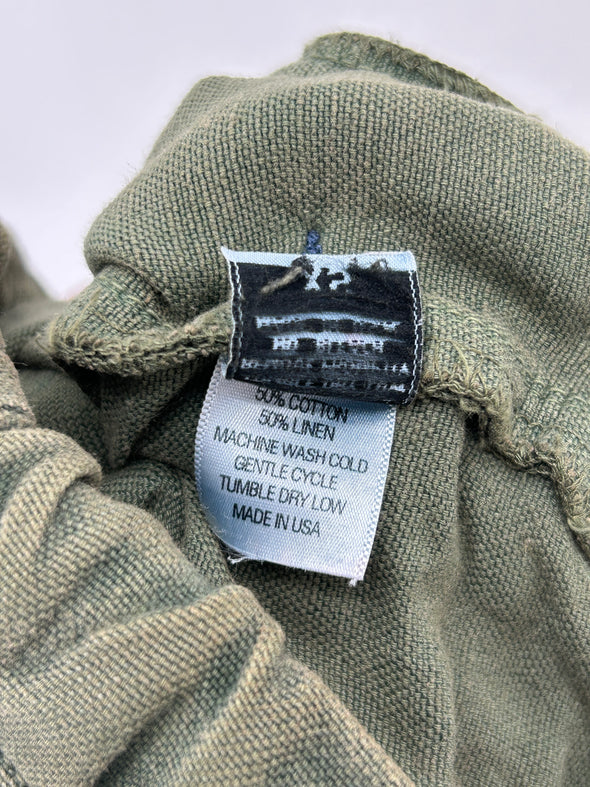 50% COTTON
50% LINEN
MACHINE WASH COLD
GENTLE CYCLE
TUMBLE DRY LOW
MADE IN USA